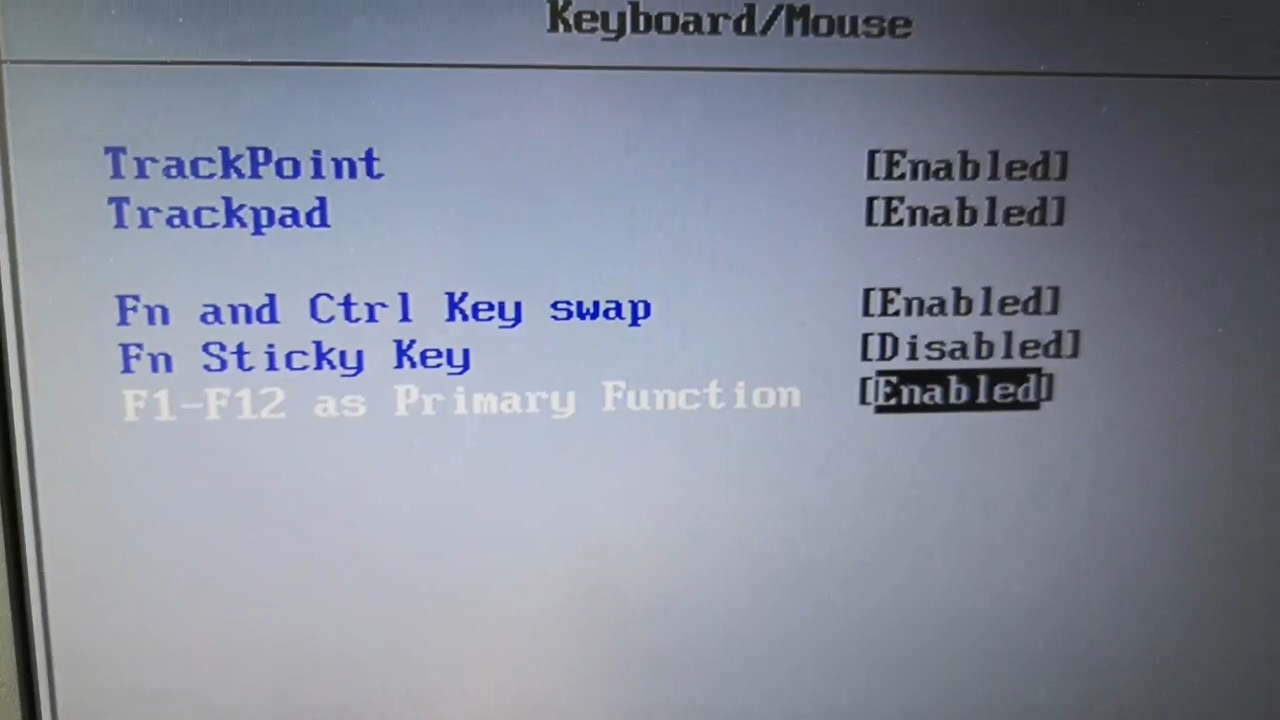 Keyboard/Mouse
TrackPoint [Enabled]
Trackpad [Enabled]
Fn and Ctrl Key swap [Enabled]
Fn Sticky Key [Disabled]
F1-F12 as Primary Function [Enabled]